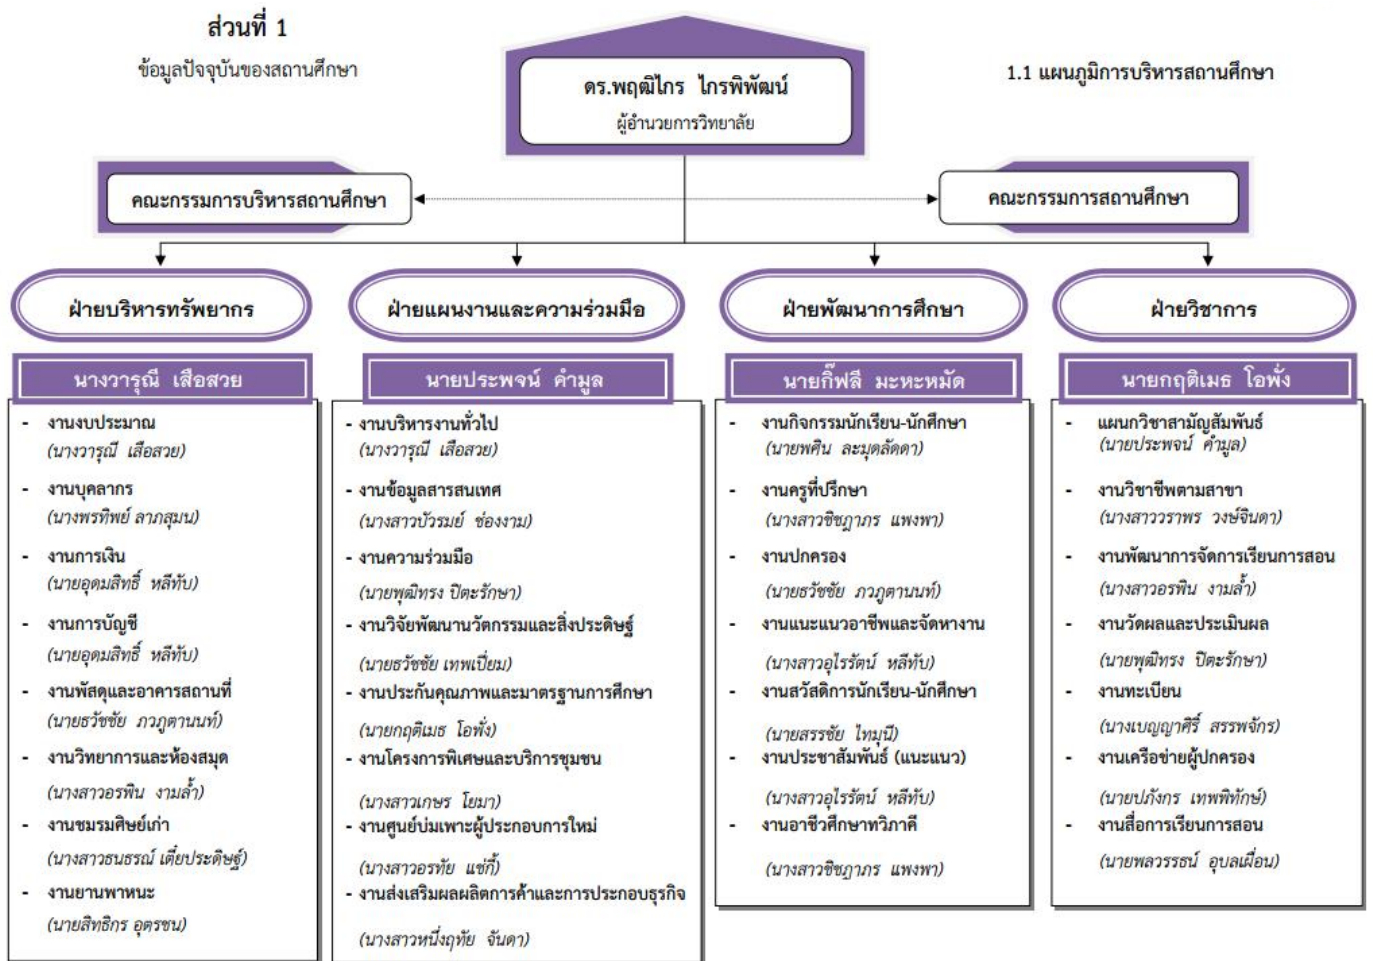 ส่วนที่ 1
ข้อมูลปัจจุบันของสถานศึกษา
1.1 แผนภูมิการบริหารสถานศึกษา
ดร.พฤฒิไกร ไกรพิพัฒน์
ผู้อำนวยการวิทยาลัย
คณะกรรมการบริหารสถานศึกษา
คณะกรรมการสถานศึกษา
ฝ่ายบริหารทรัพยากร
นางวารุณี เสือสวย
- งานงบประมาณ
(นางวารุณี เสือสวย)
- งานบุคลากร
(นางพรทิพย์ ลาภสุมน)
- งานการเงิน
(นายอุดมสิทธิ์ หลีทับ)
- งานการบัญชี
(นายอุดมสิทธิ์ หลีทับ)
- งานพัสดุและอาคารสถานที่
(นายธวัชชัย ภวภูตานนท์)
- งานวิทยาการและห้องสมุด
(นางสาวอรพิน งามล้ำ)
- งานชมรมศิษย์เก่า
(นางสาวธนธรณ์ เตี๋ยประดิษฐ์)
- งานยานพาหนะ
(นายสิทธิกร อุตรชน)
ฝ่ายแผนงานและความร่วมมือ
นายประพจน์ คำมูล
- งานบริหารงานทั่วไป
(นางวารุณี เสือสวย)
- งานข้อมูลสารสนเทศ
(นางสาวบัวรมย์ ช่องงาม)
- งานความร่วมมือ
(นายพุฒิทรง ปิตะรักษา)
- งานวิจัยพัฒนานวัตกรรมและสิ่งประดิษฐ์
(นายธวัชชัย เทพเปี่ยม)
- งานประกันคุณภาพและมาตรฐานการศึกษา
(นายกฤติเมธ โอพั่ง)
- งานโครงการพิเศษและบริการชุมชน
(นางสาวเกษร โยมา)
- งานศูนย์บ่มเพาะผู้ประกอบการใหม่
(นางสาวอรทัย แซ่กี้)
- งานส่งเสริมผลผลิตการค้าและการประกอบธุรกิจ
(นางสาวหนึ่งฤทัย จันดา)
ฝ่ายพัฒนาการศึกษา
นายกิ๊ฟลี มะหะหมัด
- งานกิจกรรมนักเรียน-นักศึกษา
(นายพศิน ละมุดลัดดา)
- งานครูที่ปรึกษา
(นางสาวชิชฎาภร แพงพา)
- งานปกครอง
(นายธวัชชัย ภวภูตานนท์)
- งานแนะแนวอาชีพและจัดหางาน
(นางสาวอุไรรัตน์ หลีทับ)
- งานสวัสดิการนักเรียน-นักศึกษา
(นายสรรชัย ไทมุนี)
- งานประชาสัมพันธ์ (แนะแนว)
(นางสาวอุไรรัตน์ หลีทับ)
- งานอาชีวศึกษาทวิภาคี
(นางสาวชิชฎาภร แพงพา)
ฝ่ายวิชาการ
นายกฤติเมธ โอพั่ง
- แผนกวิชาสามัญสัมพันธ์
(นายประพจน์ คำมูล)
- งานวิชาชีพตามสาขา
(นางสาววราพร วงษ์จินดา)
- งานพัฒนาการจัดการเรียนการสอน
(นางสาวอรพิน งามล้ำ)
- งานวัดผลและประเมินผล
(นายพุฒิทรง ปิตะรักษา)
- งานทะเบียน
(นางเบญญาศิริ์ สรรพจักร)
- งานเครือข่ายผู้ปกครอง
(นายปภังกร เทพพิทักษ์)
- งานสื่อการเรียนการสอน
(นายพลวรรธน์ อุบลเผื่อน)